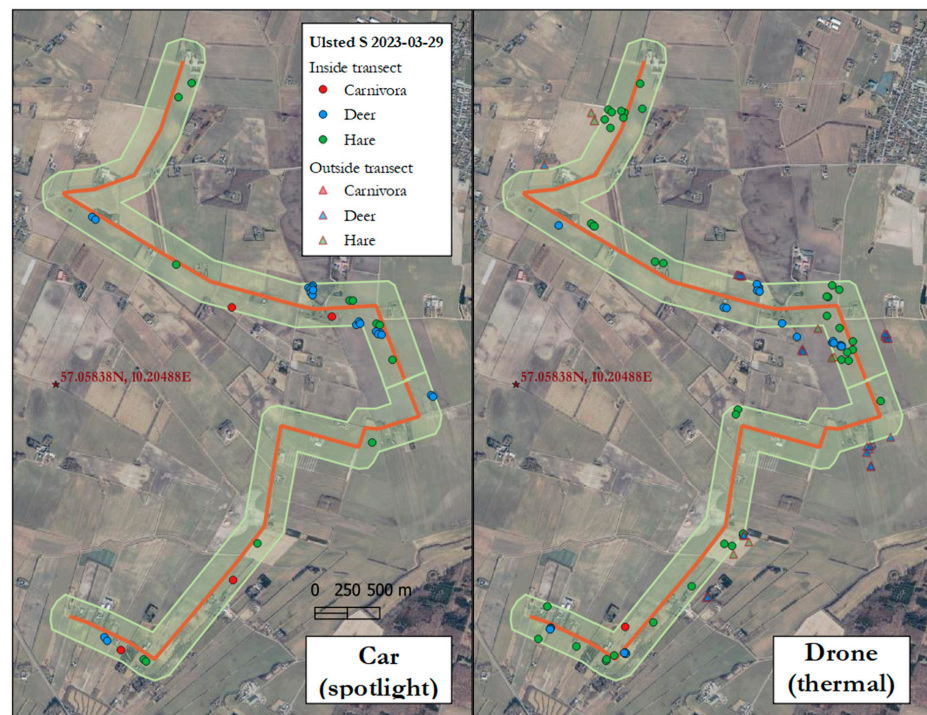 Ulsted S 2023-03-29
Inside transect
Carnivora
Deer
Hare
Outside transect
Carnivora
Deer
Hare
57.05838N, 10.20488E
0 250 500 m
Car
(spotlight)
57.05838N, 10.20488E
Drone
(thermal)